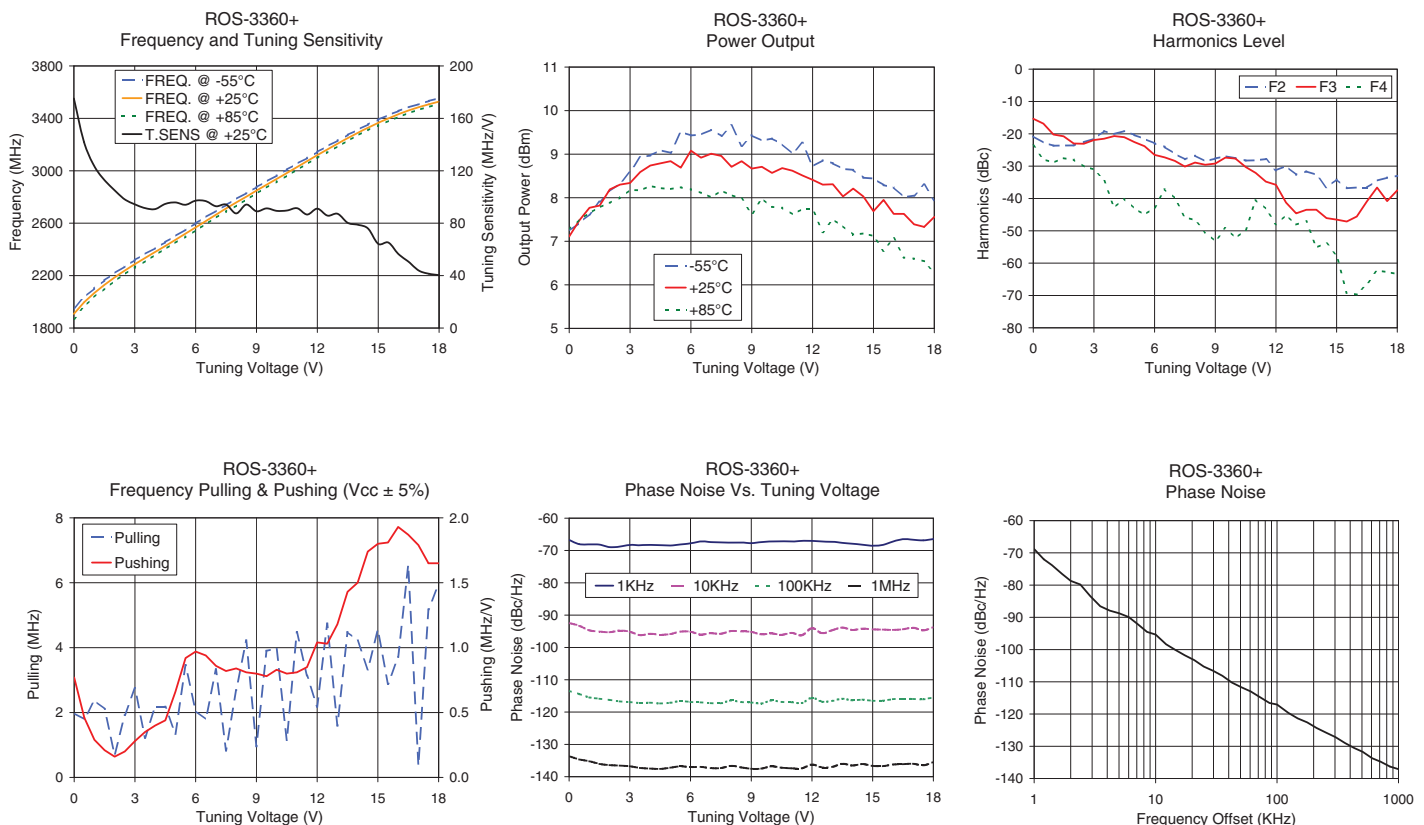 ROS-3360+
Frequency and Tuning Sensitivity
Frequency (MHz)
3800
3400
3000
2600
2200
1800
FREQ. @ -55°C
FREQ. @ +25°C
FREQ. @ +85°C
T.SENS @ +25°C
200
160
120
80
40
0
Tuning Sensitivity (MHz/V)
0 3 6 9 12 15 18
Tuning Voltage (V)
ROS-3360+
Power Output
Output Power (dBm)
11
10
9
8
7
6
5
-55°C
+25°C
+85°C
0 3 6 9 12 15 18
Tuning Voltage (V)
ROS-3360+
Harmonics Level
Harmonics (dBc)
0
-10
-20
-30
-40
-50
-60
-70
-80
F2 F3 F4
0 3 6 9 12 15 18
Tuning Voltage (V)
ROS-3360+
Frequency Pulling & Pushing (Vcc ± 5%)
Pulling (MHz)
8
6
4
2
0
Pulling
Pushing
2.0
1.5
1.0
0.5
0.0
Pushing (MHz/V)
0 3 6 9 12 15 18
Tuning Voltage (V)
ROS-3360+
Phase Noise Vs. Tuning Voltage
Phase Noise (dBc/Hz)
-60
-70
-80
-90
-100
-110
-120
-130
-140
1KHz 10KHz 100KHz 1MHz
0 3 6 9 12 15 18
Tuning Voltage (V)
ROS-3360+
Phase Noise
Phase Noise (dBc/Hz)
-60
-70
-80
-90
-100
-110
-120
-130
-140
1 10 100 1000
Frequency Offset (KHz)